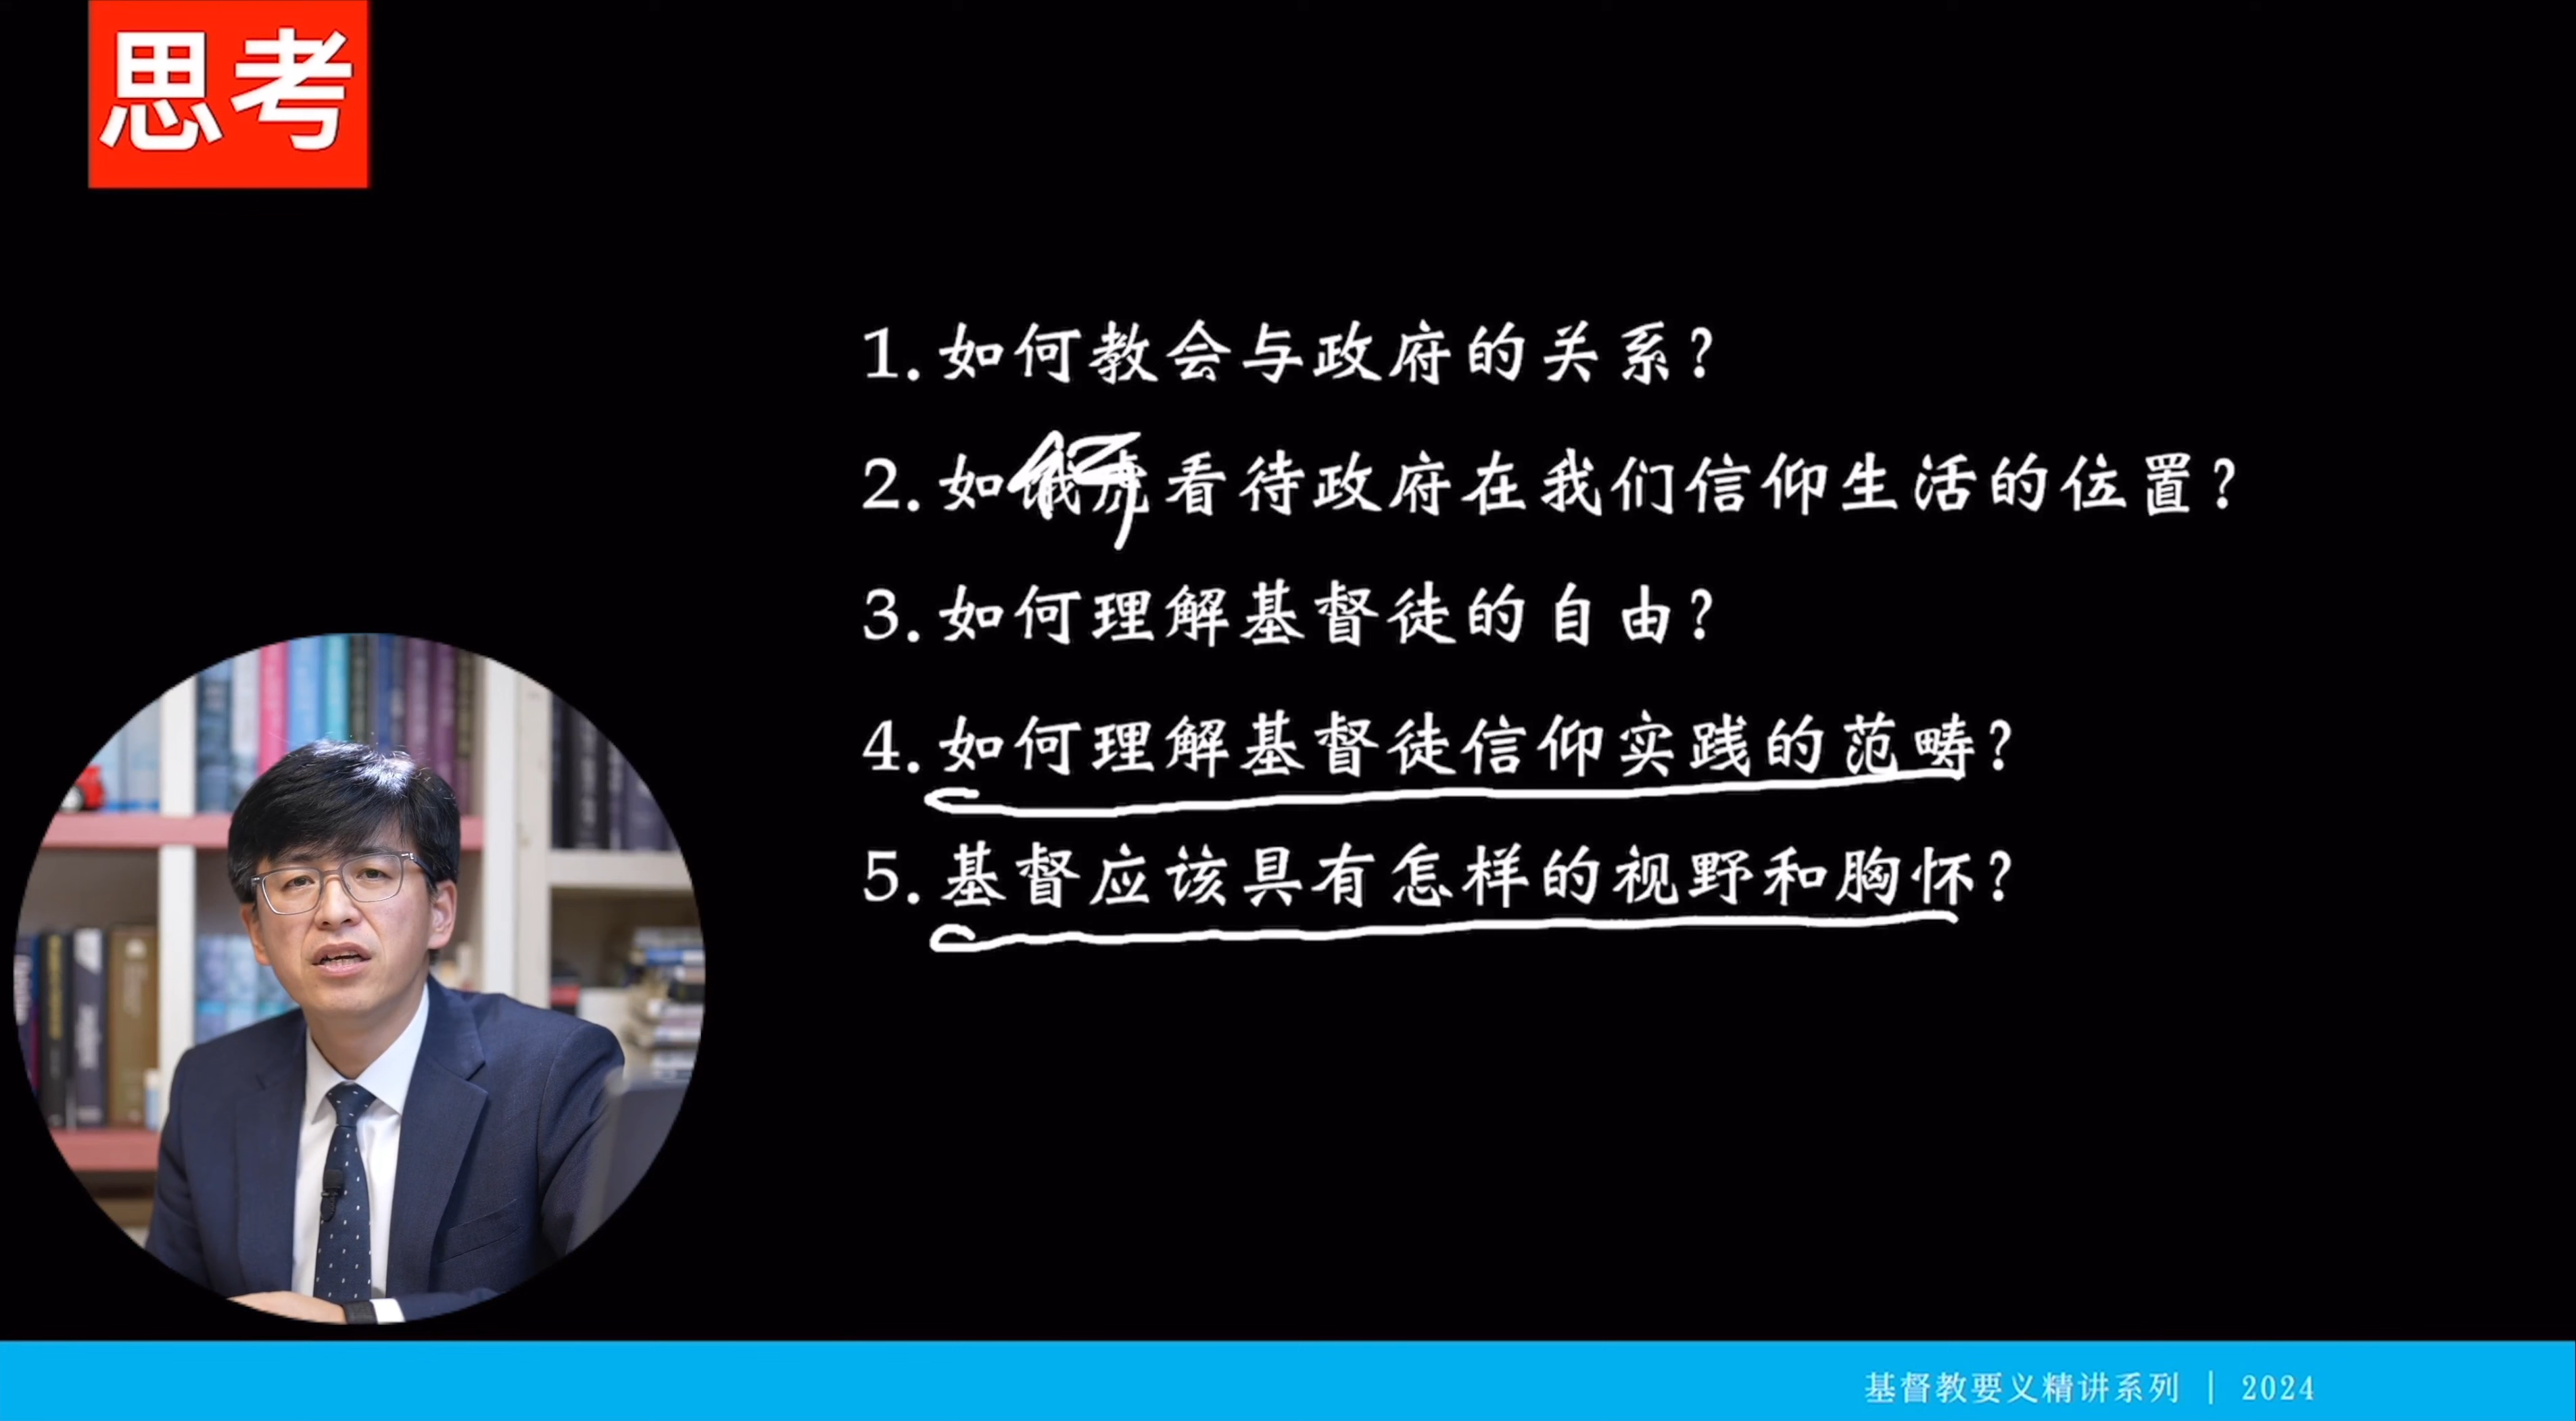 思考
1. 如何教会与政府的关系?
2. 如何看待政府在我们信仰生活的位置?
3. 如何理解基督徒的自由?
4. 如何理解基督徒信仰实践的范畴?
5. 基督应该具有怎样的视野和胸怀?
基督教要义精讲系列 | 2024